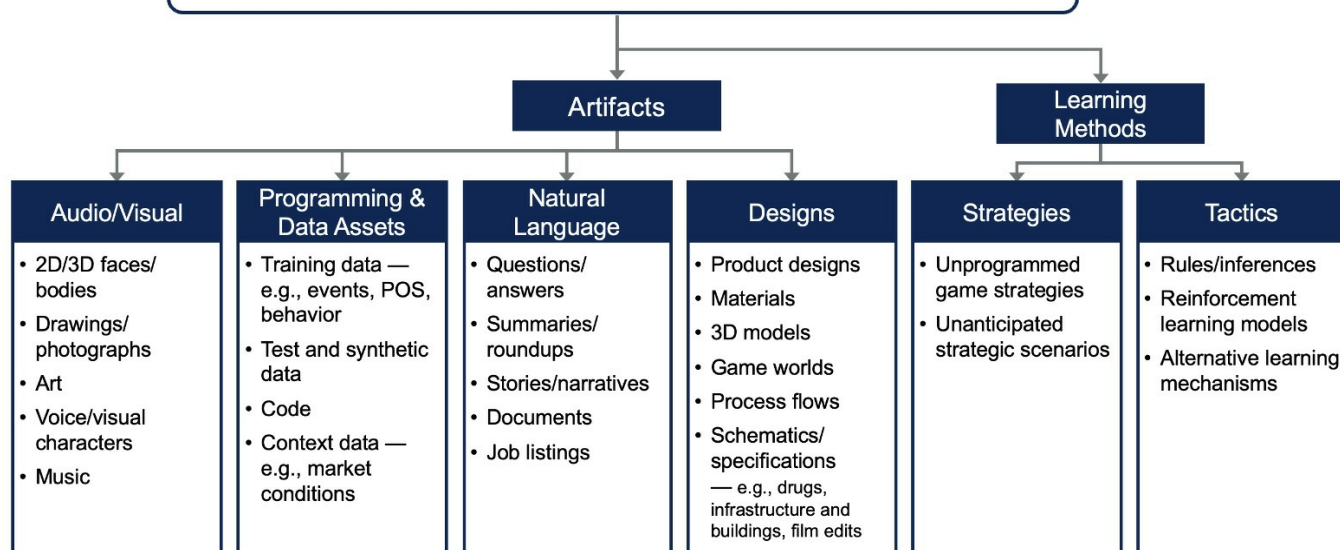 Artifacts
Learning
Methods
Audio/Visual
• 2D/3D faces/
bodies
• Drawings/
photographs
• Art
• Voice/visual
characters
• Music
Programming &
Data Assets
• Training data —
e.g., events, POS,
behavior
• Test and synthetic
data
• Code
• Context data —
e.g., market
conditions
Natural
Language
• Questions/
answers
• Summaries/
roundups
• Stories/narratives
• Documents
• Job listings
Designs
• Product designs
• Materials
• 3D models
• Game worlds
• Process flows
• Schematics/
specifications
— e.g., drugs,
infrastructure and
buildings, film edits
Strategies
• Unprogrammed
game strategies
• Unanticipated
strategic scenarios
Tactics
• Rules/inferences
• Reinforcement
learning models
• Alternative learning
mechanisms